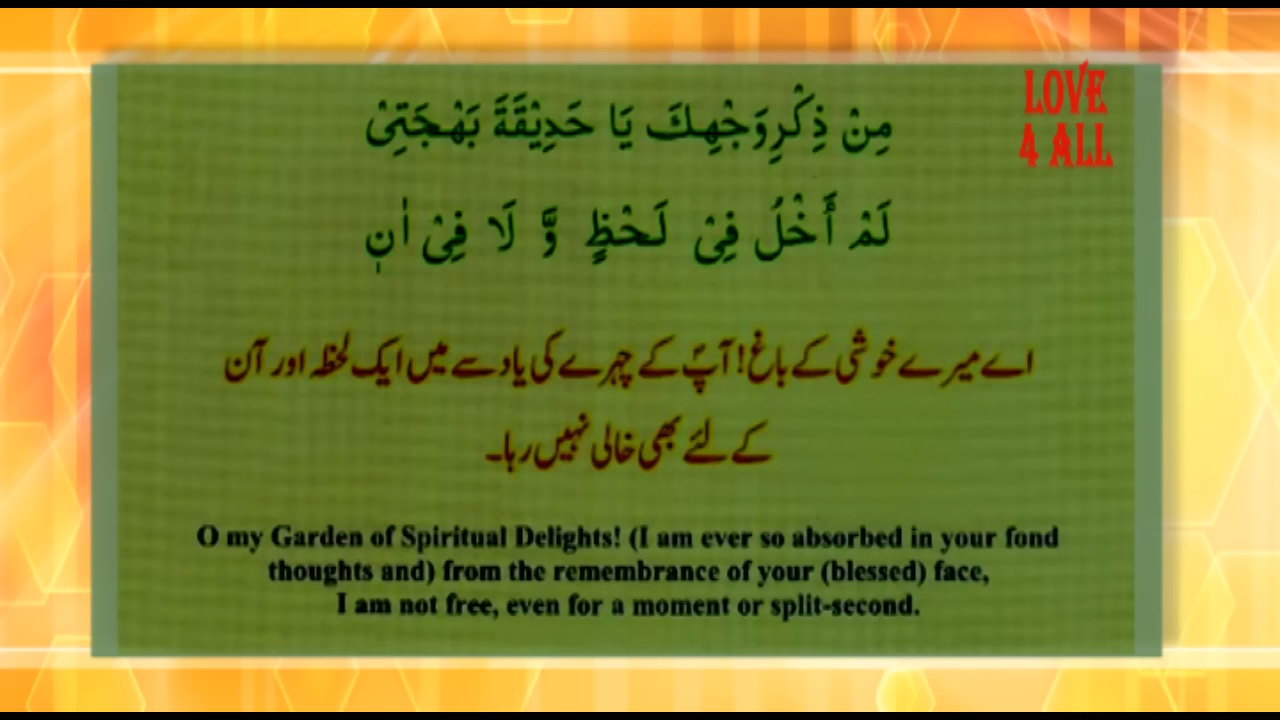 LOVE
4 ALL
مِنْ ذِكْرِ وَجْهِكَ يَا حَدِيْقَةَ بَهْجَتِيْ
لَمْ أَخْلُ فِيْ لَحْظٍ وَّ لَا فِيْ اٰنٖ
اے میرے خوشی کے باغ! آپؐ کے چہرے کی یاد سے میں ایک لحظہ اور آن
کے لئے بھی خالی نہیں رہا۔
O my Garden of Spiritual Delights! (I am ever so absorbed in your fond
thoughts and) from the remembrance of your (blessed) face,
I am not free, even for a moment or split-second.